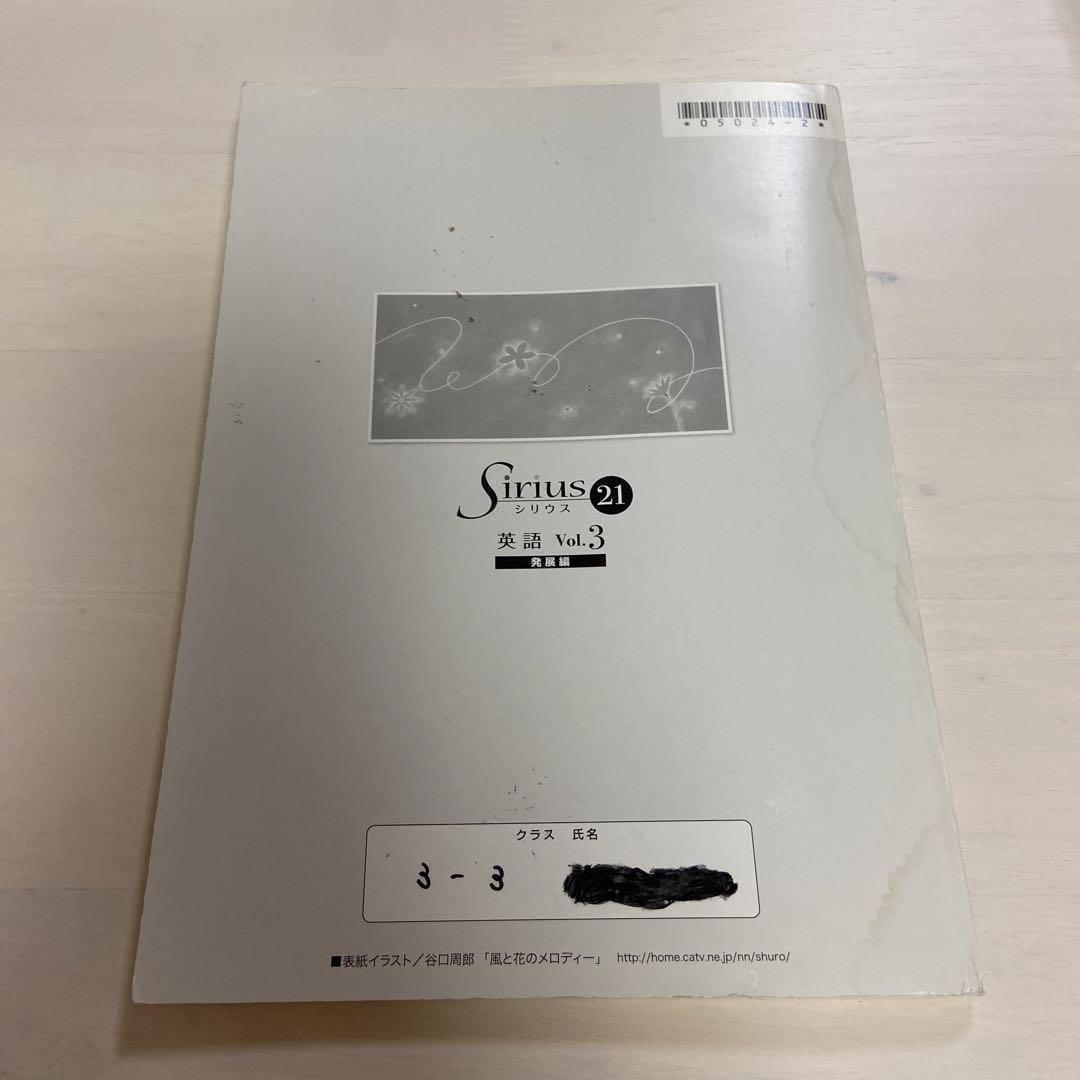 *05024-2*
Sirius 21
シリウス
英語 Vol.3
発展編
クラス 氏名
3-3
■表紙イラスト/谷口周郎「風と花のメロディー」 http://home.catv.ne.jp/nn/shuro/